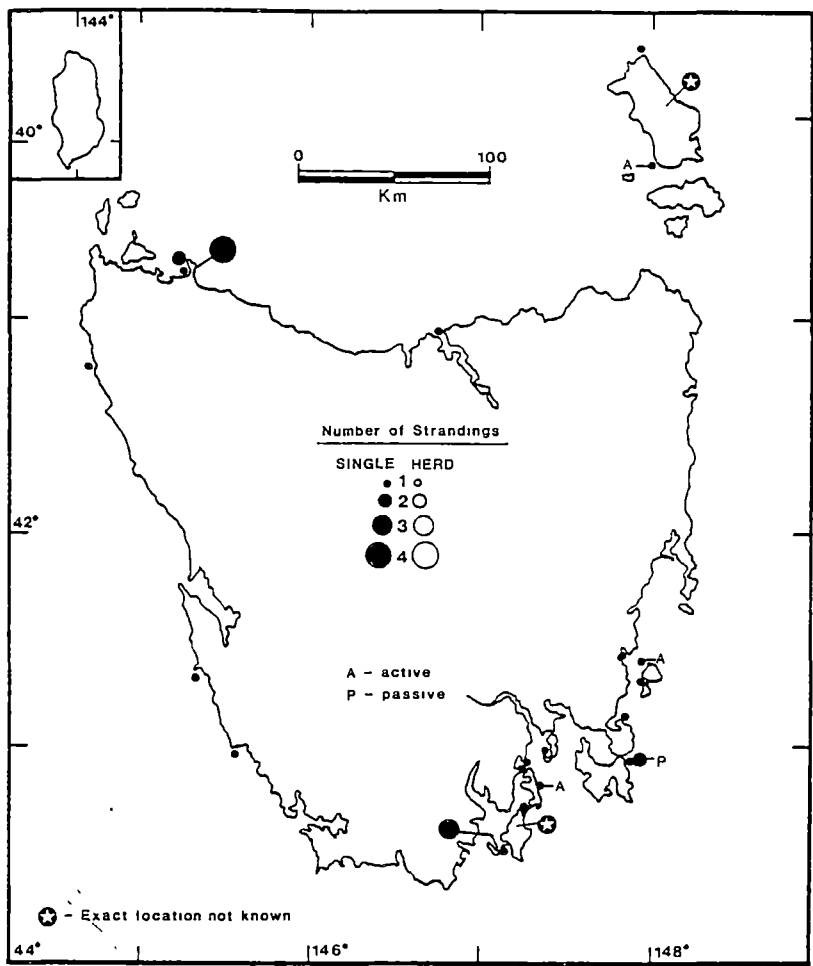 144°
40°
A
0 100
Km
Number of Strandings
SINGLE HERD
1
2
3
4
42°
A - active
P - passive
A
P
A
- Exact location not known
44°
146°
148°